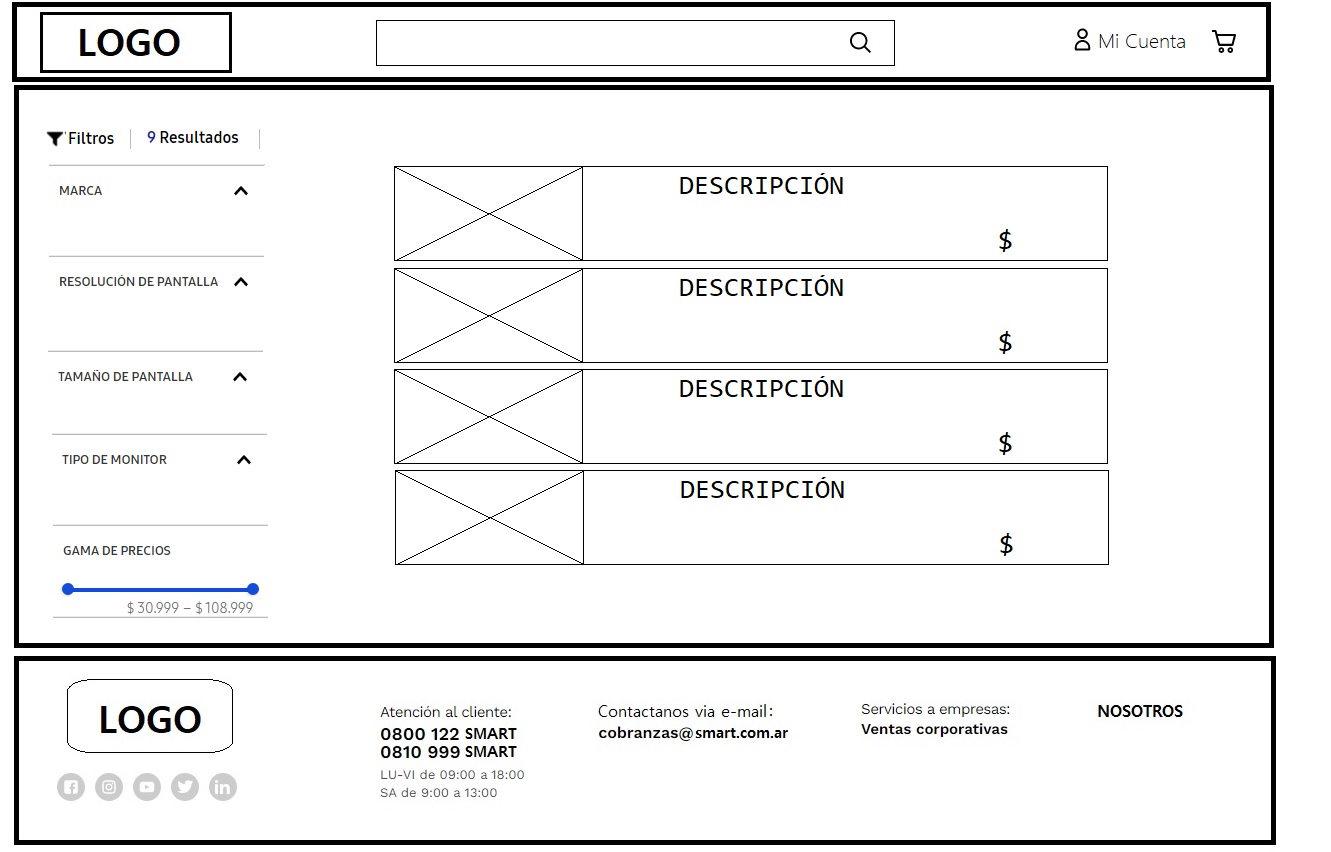 LOGO
Mi Cuenta
Filtros
9 Resultados
MARCA
RESOLUCIÓN DE PANTALLA
TAMAÑO DE PANTALLA
TIPO DE MONITOR
GAMA DE PRECIOS
$ 30.999 – $ 108.999
DESCRIPCIÓN
$
DESCRIPCIÓN
$
DESCRIPCIÓN
$
DESCRIPCIÓN
$
LOGO
Atención al cliente:
0800 122 SMART
0810 999 SMART
LU-VI de 09:00 a 18:00
SA de 9:00 a 13:00
Contactanos via e-mail:
cobranzas@smart.com.ar
Servicios a empresas:
Ventas corporativas
NOSOTROS